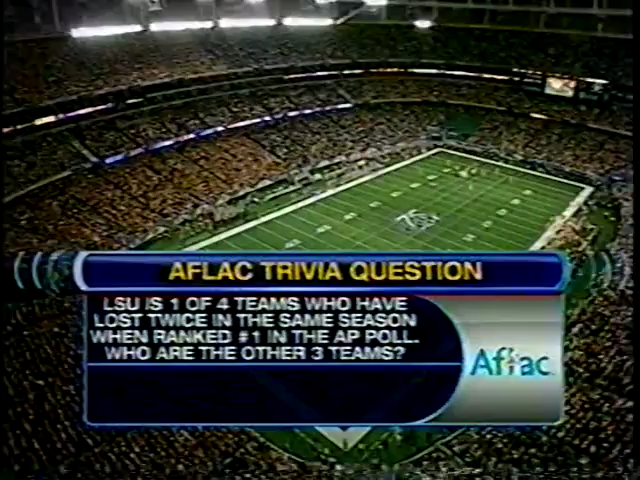 AFLAC TRIVIA QUESTION
LSU IS 1 OF 4 TEAMS WHO HAVE
LOST TWICE IN THE SAME SEASON
WHEN RANKED #1 IN THE AP POLL.
WHO ARE THE OTHER 3 TEAMS?
Aflac